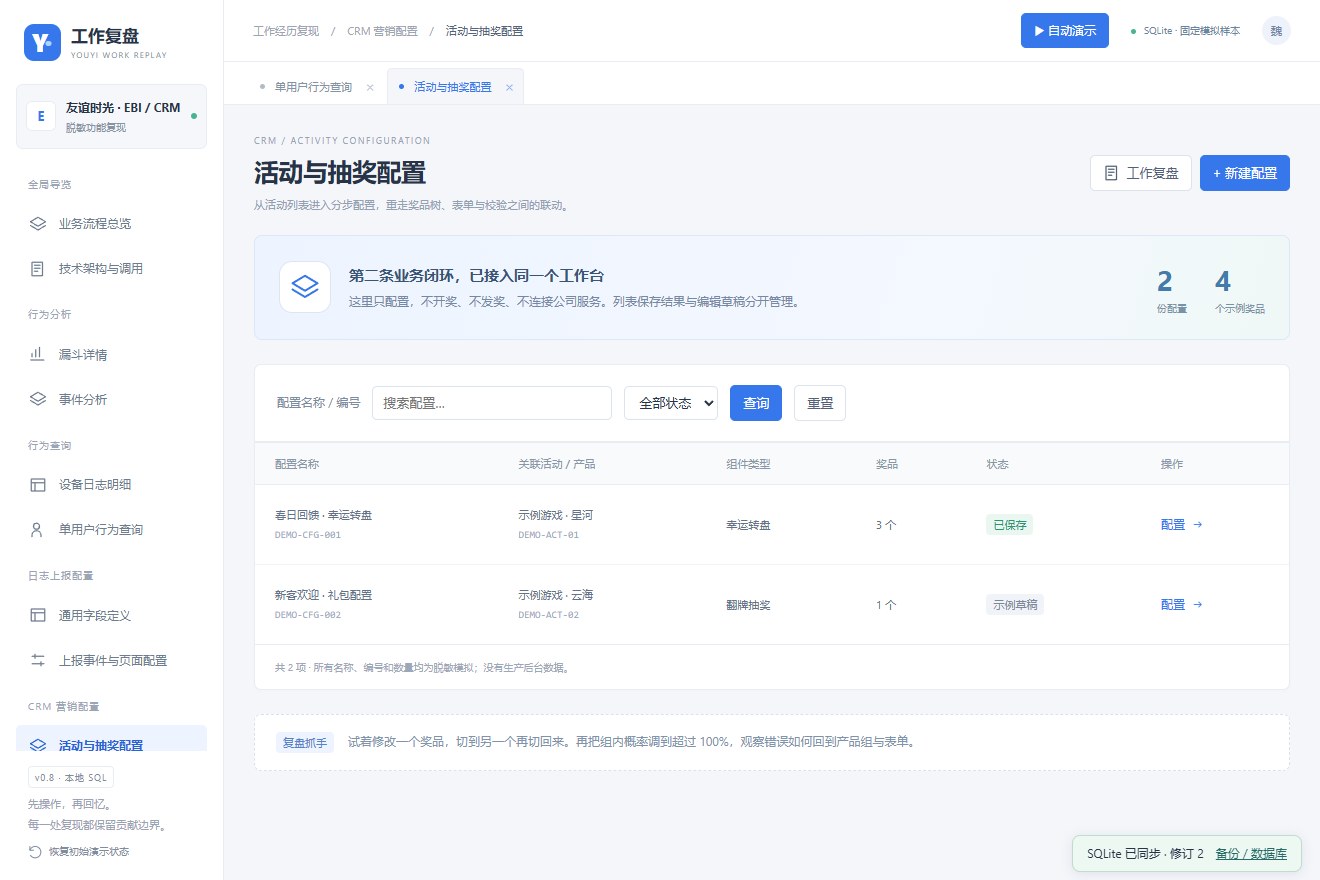 工作复盘
YOUYI WORK REPLAY
E
友谊时光 · EBI / CRM
脱敏功能复现
全局导览
业务流程总览
技术架构与调用
行为分析
漏斗详情
事件分析
行为查询
设备日志明细
单用户行为查询
日志上报配置
通用字段定义
上报事件与页面配置
CRM 营销配置
活动与抽奖配置
v0.8 · 本地 SQL
先操作，再回忆。
每一处复现都保留贡献边界。
恢复初始演示状态
工作经历复现 / CRM 营销配置 / 活动与抽奖配置
▶ 自动演示
SQLite · 固定模拟样本
魏
单用户行为查询 ×
活动与抽奖配置 ×
CRM / ACTIVITY CONFIGURATION
活动与抽奖配置
从活动列表进入分步配置，重走奖品树、表单与校验之间的联动。
工作复盘
+ 新建配置
第二条业务闭环，已接入同一个工作台
这里只配置，不开奖、不发奖、不连接公司服务。列表保存结果与编辑草稿分开管理。
2 4
份配置 个示例奖品
配置名称 / 编号 搜索配置... 全部状态 查询 重置
配置名称 关联活动 / 产品 组件类型 奖品 状态 操作
春日回馈 · 幸运转盘 示例游戏 · 星河 幸运转盘 3 个 已保存 配置 →
DEMO-CFG-001 DEMO-ACT-01
新客欢迎 · 礼包配置 示例游戏 · 云海 翻牌抽奖 1 个 示例草稿 配置 →
DEMO-CFG-002 DEMO-ACT-02
共 2 项 · 所有名称、编号和数量均为脱敏模拟；没有生产后台数据。
复盘抓手 试着修改一个奖品，切到另一个再切回来。再把组内概率调到超过 100%，观察错误如何回到产品组与表单。
SQLite 已同步 · 修订 2 备份 / 数据库